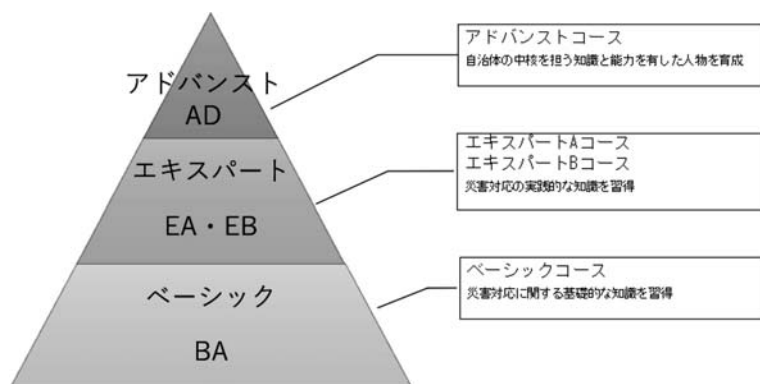 アドバンスト
AD
エキスパート
EA・EB
ベーシック
BA
アドバンストコース
自治体の中核を担う知識と能力を有した人物を育成
エキスパートAコース
エキスパートBコース
災害対応の実践的な知識を習得
ベーシックコース
災害対応に関する基礎的な知識を習得